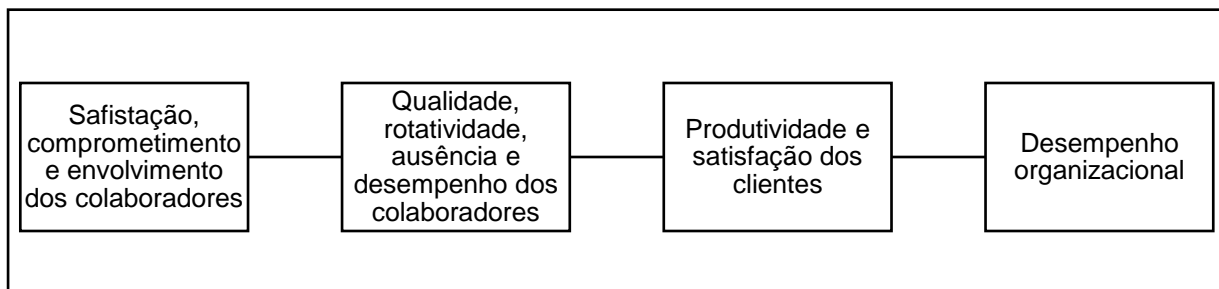 Safistação,
comprometimento
e envolvimento
dos colaboradores
Qualidade,
rotatividade,
ausência e
desempenho dos
colaboradores
Produtividade e
satisfação dos
clientes
Desempenho
organizacional